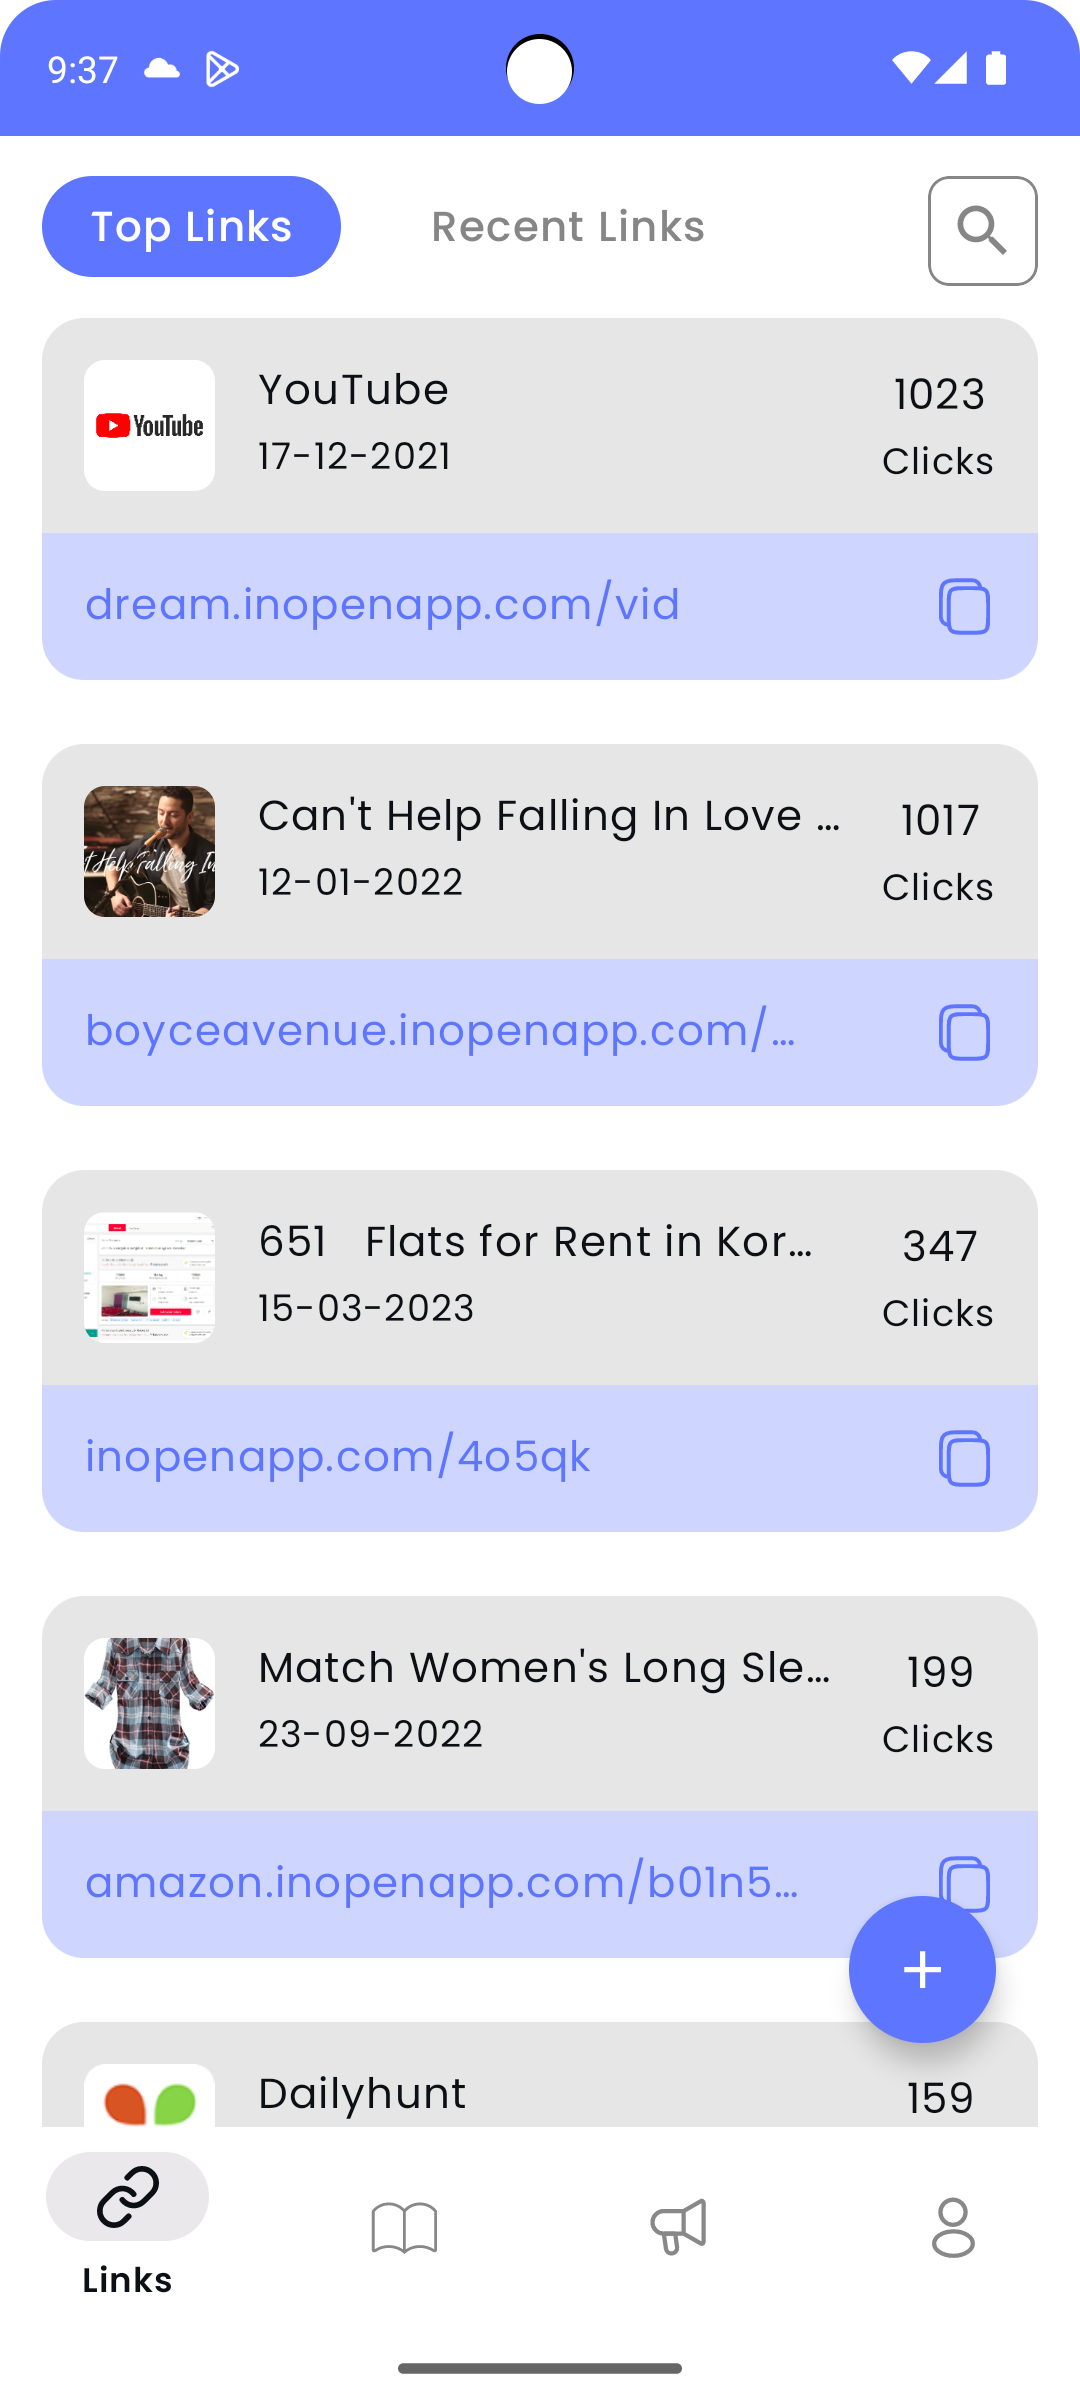 9:37
Top Links
Recent Links
YouTube
YouTube
17-12-2021
1023
Clicks
dream.inopenapp.com/vid
Can't Help Falling In Love ...
t Help Falling In
12-01-2022
1017
Clicks
boyceavenue.inopenapp.com/...
651 Flats for Rent in Kor...
15-03-2023
347
Clicks
inopenapp.com/4o5qk
Match Women's Long Sle...
23-09-2022
199
Clicks
amazon.inopenapp.com/b01n5...
Dailyhunt
159
Links